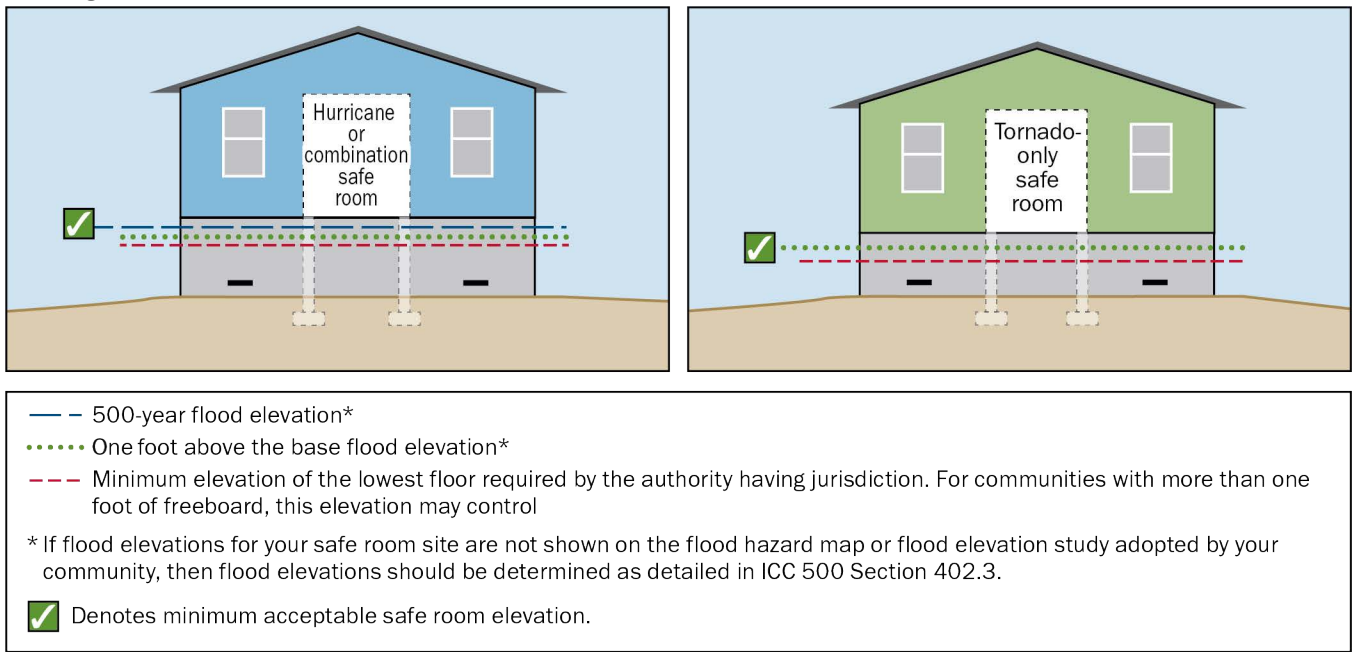 Hurricane
or
combination
safe
room
Tornado-
only
safe
room
500-year flood elevation*
One foot above the base flood elevation*
Minimum elevation of the lowest floor required by the authority having jurisdiction. For communities with more than one
foot of freeboard, this elevation may control
* If flood elevations for your safe room site are not shown on the flood hazard map or flood elevation study adopted by your
community, then flood elevations should be determined as detailed in ICC 500 Section 402.3.
Denotes minimum acceptable safe room elevation.